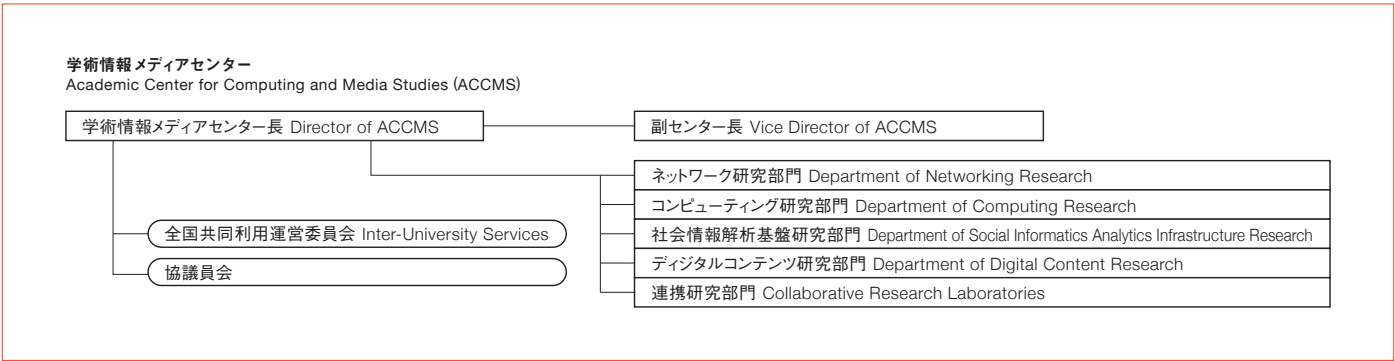 学術情報メディアセンター
Academic Center for Computing and Media Studies (ACCMS)
学術情報メディアセンター長 Director of ACCMS
副センター長 Vice Director of ACCMS
ネットワーク研究部門 Department of Networking Research
コンピューティング研究部門 Department of Computing Research
社会情報解析基盤研究部門 Department of Social Informatics Analytics Infrastructure Research
ディジタルコンテンツ研究部門 Department of Digital Content Research
連携研究部門 Collaborative Research Laboratories
全国共同利用運営委員会 Inter-University Services
協議員会